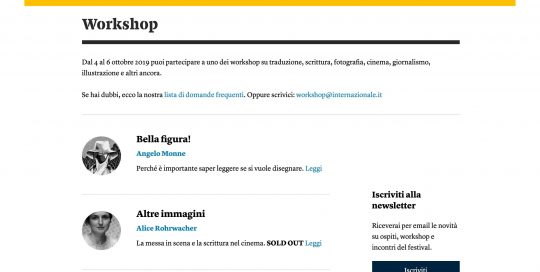 Workshop
Dal 4 al 6 ottobre 2019 puoi partecipare a uno dei workshop su traduzione, scrittura, fotografia, cinema, giornalismo,
illustrazione e altri ancora.
Se hai dubbi, ecco la nostra lista di domande frequenti. Oppure scrivici: workshop@internazionale.it
Bella figura!
Angelo Monne
Perché è importante saper leggere se si vuole disegnare. Leggi
Altre immagini
Alice Rohrwacher
La messa in scena e la scrittura nel cinema. SOLD OUT Leggi
Iscriviti alla
newsletter
Riceverai per email le novità
su ospiti, workshop e
incontri del festival.
Iscriviti